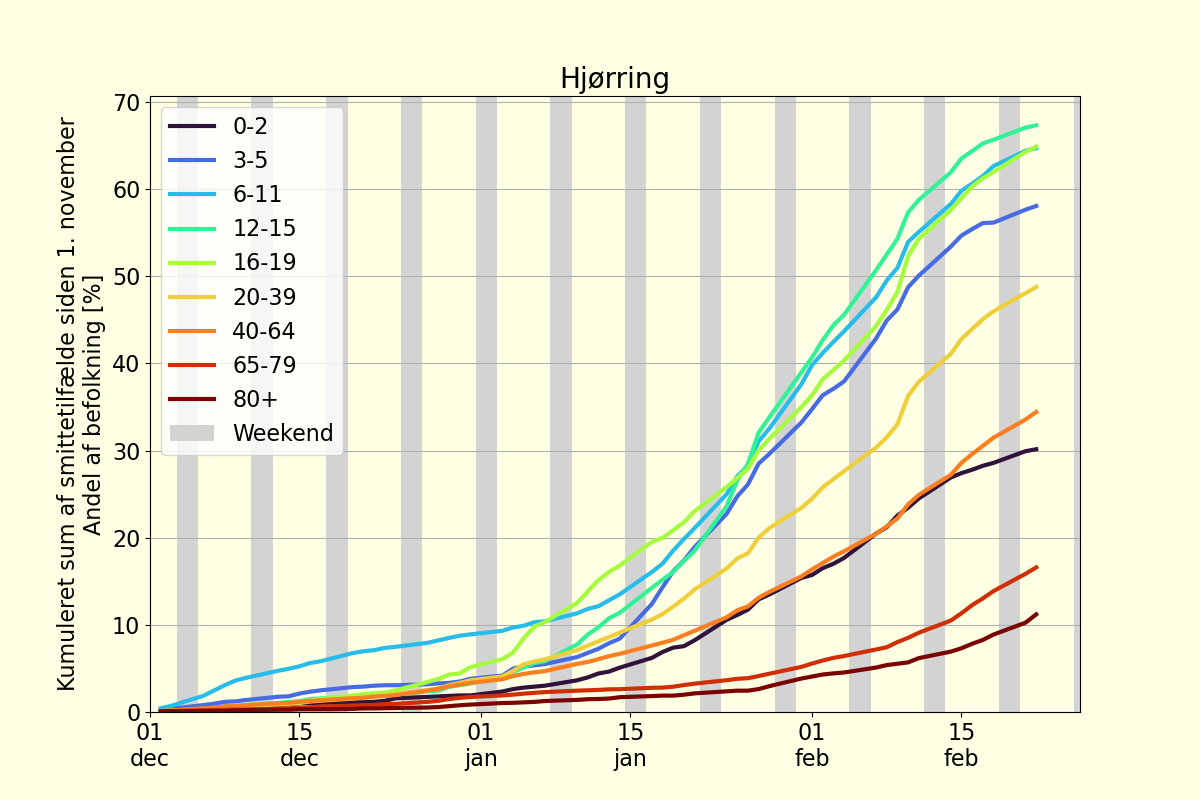 Hjørring
Kumuleret sum af smittetilfælde siden 1. november
Andel af befolkning [%]
70
60
50
40
30
20
10
0
0-2
3-5
6-11
12-15
16-19
20-39
40-64
65-79
80+
Weekend
01 15 01 15 01 15
dec dec jan jan feb feb